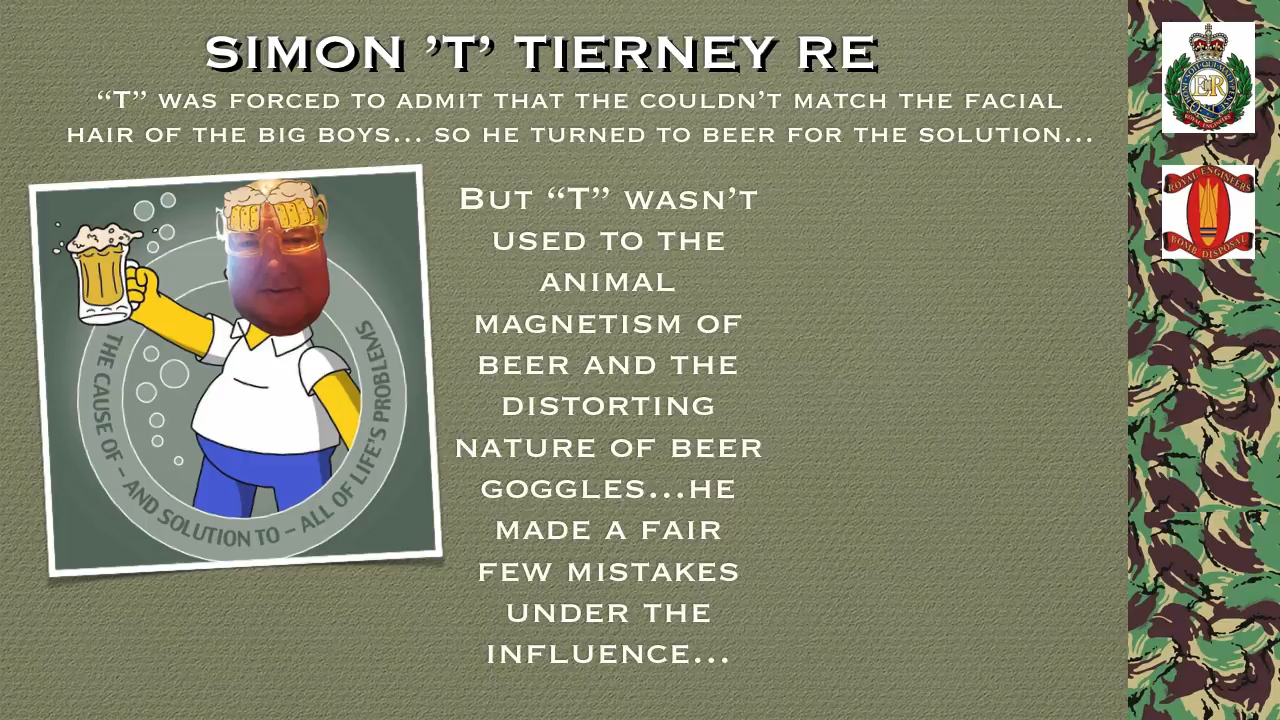 SIMON ’T’ TIERNEY RE
“T” WAS FORCED TO ADMIT THAT THE COULDN’T MATCH THE FACIAL
HAIR OF THE BIG BOYS... SO HE TURNED TO BEER FOR THE SOLUTION...
BUT “T” WASN’T
USED TO THE
ANIMAL
MAGNETISM OF
BEER AND THE
DISTORTING
NATURE OF BEER
GOGGLES...HE
MADE A FAIR
FEW MISTAKES
UNDER THE
INFLUENCE...
THE CAUSE OF – AND SOLUTION TO – ALL OF LIFE'S PROBLEMS
E II R
ROYAL ENGINEERS
ROYAL ENGINEERS
BOMB DISPOSAL